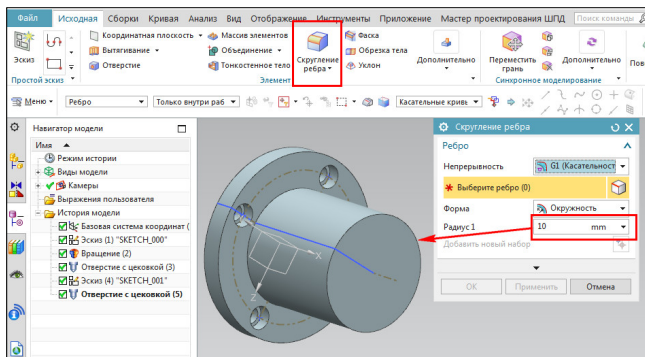 Файл Исходная Сборки Кривая Анализ Вид Отображение Инструменты Приложение Мастер проектирования ШПД Поиск команды
Эскиз
Координатная плоскость
Массив элементов
Фаска
Вытягивание
Объединение
Обрезка тела
Отверстие
Тонкостенное тело
Уклон
Скругление
ребра
Дополнительно
Переместить
грань
Дополнительно
Пов
Простой эскиз
Элемент
Синхронное моделирование
Меню
Ребро
Только внутри раб
Касательные кривь
Навигатор модели
Имя
Режим истории
Виды модели
Камеры
Выражения пользователя
История модели
Базовая система координат (
Эскиз (1) "SKETCH_000"
Вращение (2)
Отверстие с цековкой (3)
Эскиз (4) "SKETCH_001"
Отверстие с цековкой (5)
X
Z
Скругление ребра
Ребро
Непрерывность G1 (Касательност
Выберите ребро (0)
Форма Окружность
Радиус 1 10 mm
Добавить новый набор
OK Применить Отмена